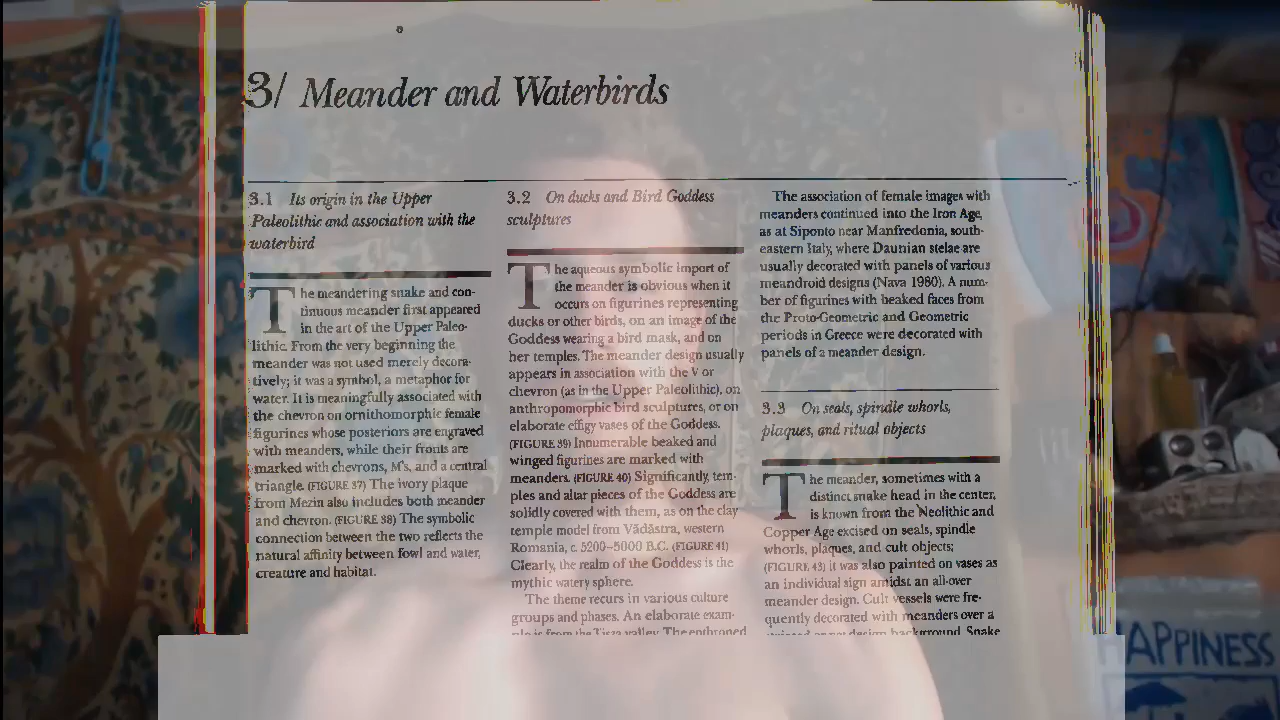 3/ Meander and Waterbirds
3.1 Its origin in the Upper
Paleolithic and association with the
waterbird
The meandering snake and con-
tinuous meander first appeared
in the art of the Upper Paleo-
lithic. From the very beginning the
meander was not used merely decora-
tively; it was a symbol, a metaphor for
water. It is meaningfully associated with
the chevron on ornithomorphic female
figurines whose posteriors are engraved
with meanders, while their fronts are
marked with chevrons, M's, and a central
triangle. (FIGURE 37) The ivory plaque
from Mezin also includes both meander
and chevron. (FIGURE 38) The symbolic
connection between the two reflects the
natural affinity between fowl and water,
creature and habitat.
3.2 On ducks and Bird Goddess
sculptures
The aqueous symbolic import of
the meander is obvious when it
occurs on figurines representing
ducks or other birds, on an image of the
Goddess wearing a bird mask, and on
her temples. The meander design usually
appears in association with the V or
chevron (as in the Upper Paleolithic), on
anthropomorphic bird sculptures, or on
elaborate effigy vases of the Goddess.
(FIGURE 39) Innumerable beaked and
winged figurines are marked with
meanders. (FIGURE 40) Significantly, tem-
ples and altar pieces of the Goddess are
solidly covered with them, as on the clay
temple model from Vădăstra, western
Romania, c. 5200–5000 B.C. (FIGURE 41)
Clearly, the realm of the Goddess is the
mythic watery sphere.
The theme recurs in various culture
groups and phases. An elaborate exam-
ple is from the Tisza valley. The enthroned
The association of female images with
meanders continued into the Iron Age,
as at Siponto near Manfredonia, south-
eastern Italy, where Daunian stelae are
usually decorated with panels of various
meandroid designs (Nava 1980). A num-
ber of figurines with beaked faces from
the Proto-Geometric and Geometric
periods in Greece were decorated with
panels of a meander design.
3.3 On seals, spindle whorls,
plaques, and ritual objects
The meander, sometimes with a
distinct snake head in the center,
is known from the Neolithic and
Copper Age excised on seals, spindle
whorls, plaques, and cult objects;
(FIGURE 43) it was also painted on vases as
an individual sign amidst an all-over
meander design. Cult vessels were fre-
quently decorated with meanders over a
design background. Snake
HAPPINESS